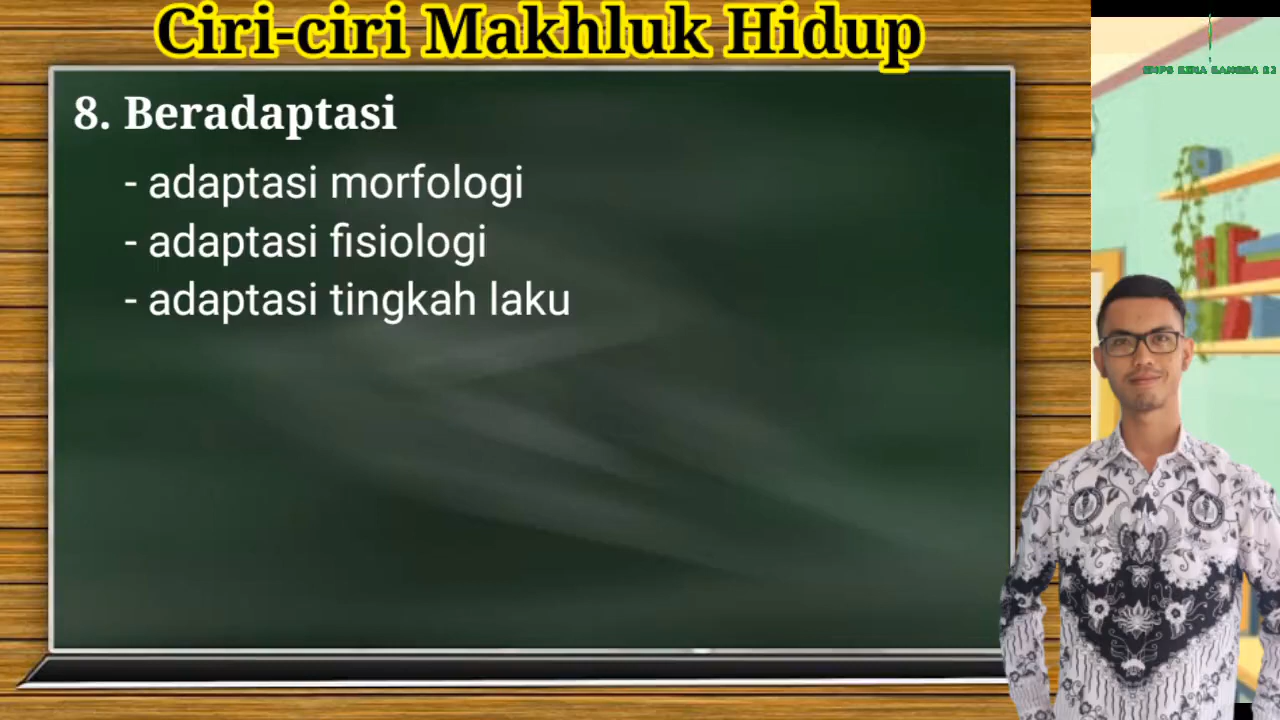 Ciri-ciri Makhluk Hidup
8. Beradaptasi
- adaptasi morfologi
- adaptasi fisiologi
- adaptasi tingkah laku